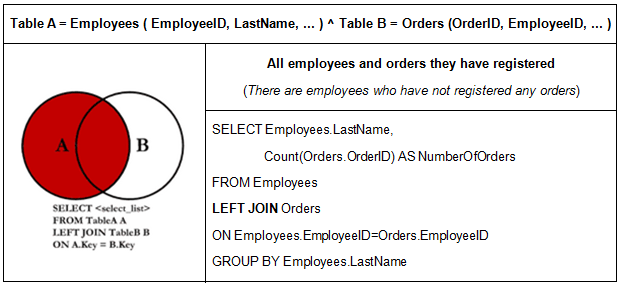 Table A = Employees ( EmployeeID, LastName, ... ) ^ Table B = Orders (OrderID, EmployeeID, ... )
A B
SELECT <select_list>
FROM TableA A
LEFT JOIN TableB B
ON A.Key = B.Key
All employees and orders they have registered
(There are employees who have not registered any orders)
SELECT Employees.LastName,
Count(Orders.OrderID) AS NumberOfOrders
FROM Employees
LEFT JOIN Orders
ON Employees.EmployeeID=Orders.EmployeeID
GROUP BY Employees.LastName